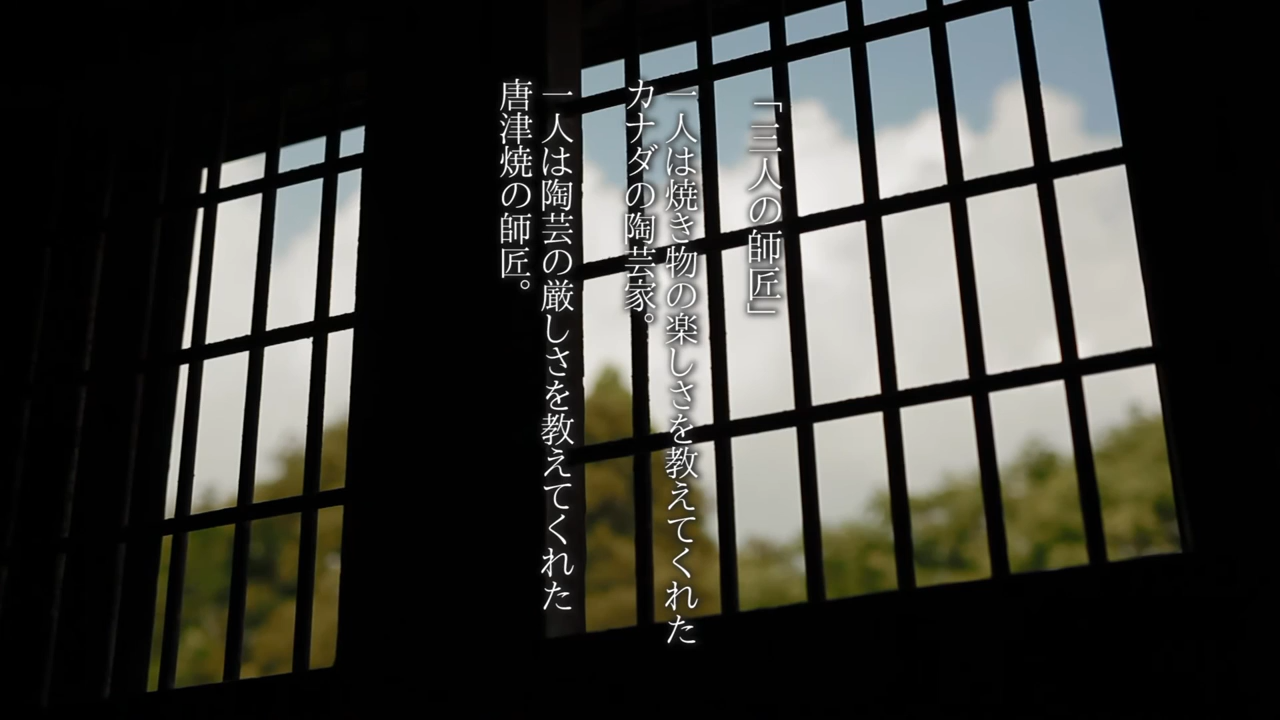 「三人の師匠」
一人は焼き物の楽しさを教えてくれた
カナダの陶芸家。
一人は陶芸の厳しさを教えてくれた
唐津焼の師匠。